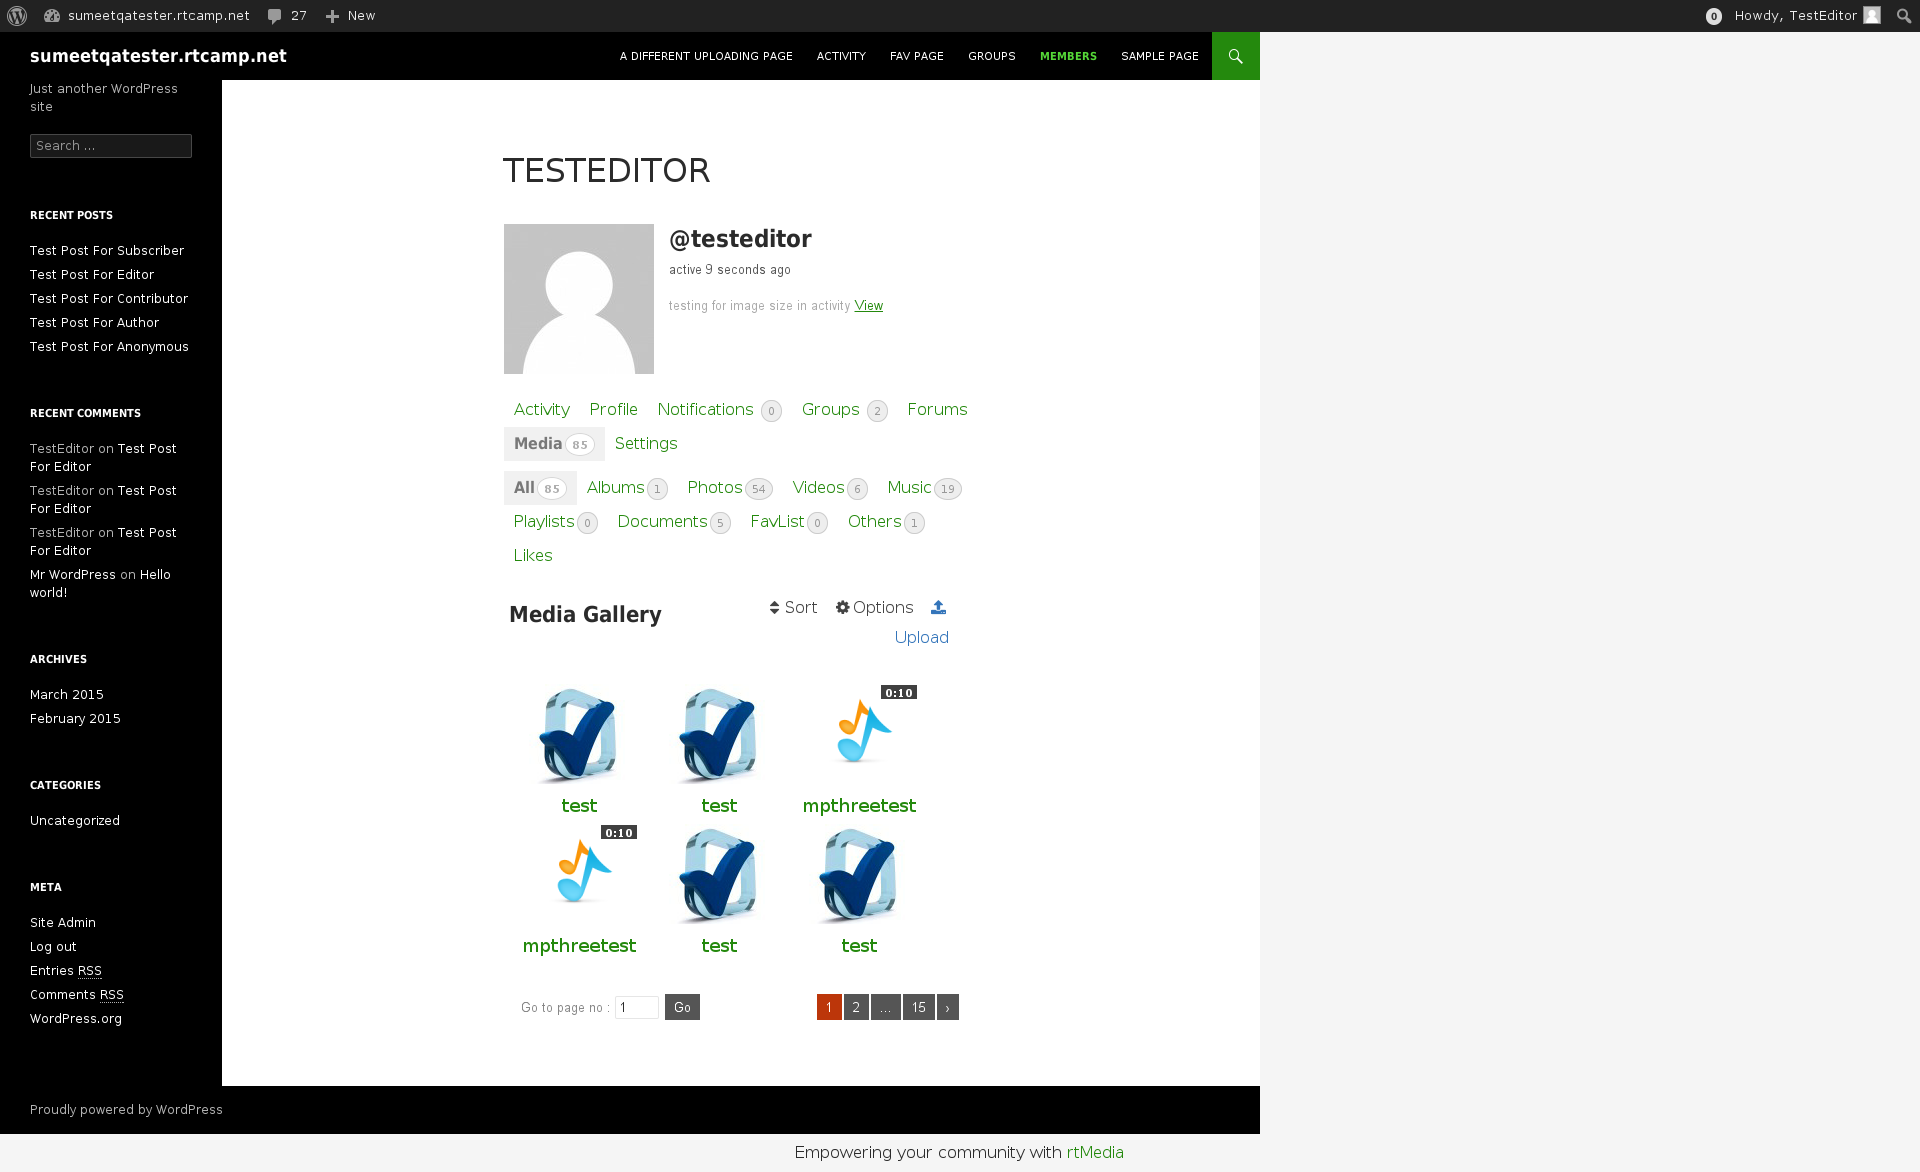 sumeetqatester.rtcamp.net 27 New 0 Howdy, TestEditor
sumeetqatester.rtcamp.net A DIFFERENT UPLOADING PAGE ACTIVITY FAV PAGE GROUPS MEMBERS SAMPLE PAGE
Just another WordPress
site
Search ...
RECENT POSTS
Test Post For Subscriber
Test Post For Editor
Test Post For Contributor
Test Post For Author
Test Post For Anonymous
RECENT COMMENTS
TestEditor on Test Post
For Editor
TestEditor on Test Post
For Editor
TestEditor on Test Post
For Editor
Mr WordPress on Hello
world!
ARCHIVES
March 2015
February 2015
CATEGORIES
Uncategorized
META
Site Admin
Log out
Entries RSS
Comments RSS
WordPress.org
TESTEDITOR
@testeditor
active 9 seconds ago
testing for image size in activity View
Activity Profile Notifications 0 Groups 2 Forums
Media 85 Settings
All 85 Albums 1 Photos 54 Videos 6 Music 19
Playlists 0 Documents 5 FavList 0 Others 1
Likes
Media Gallery Sort Options
Upload
0:10
test test mpthreetest
0:10
mpthreetest test test
Go to page no : 1 Go 1 2 ... 15 ›
Proudly powered by WordPress
Empowering your community with rtMedia